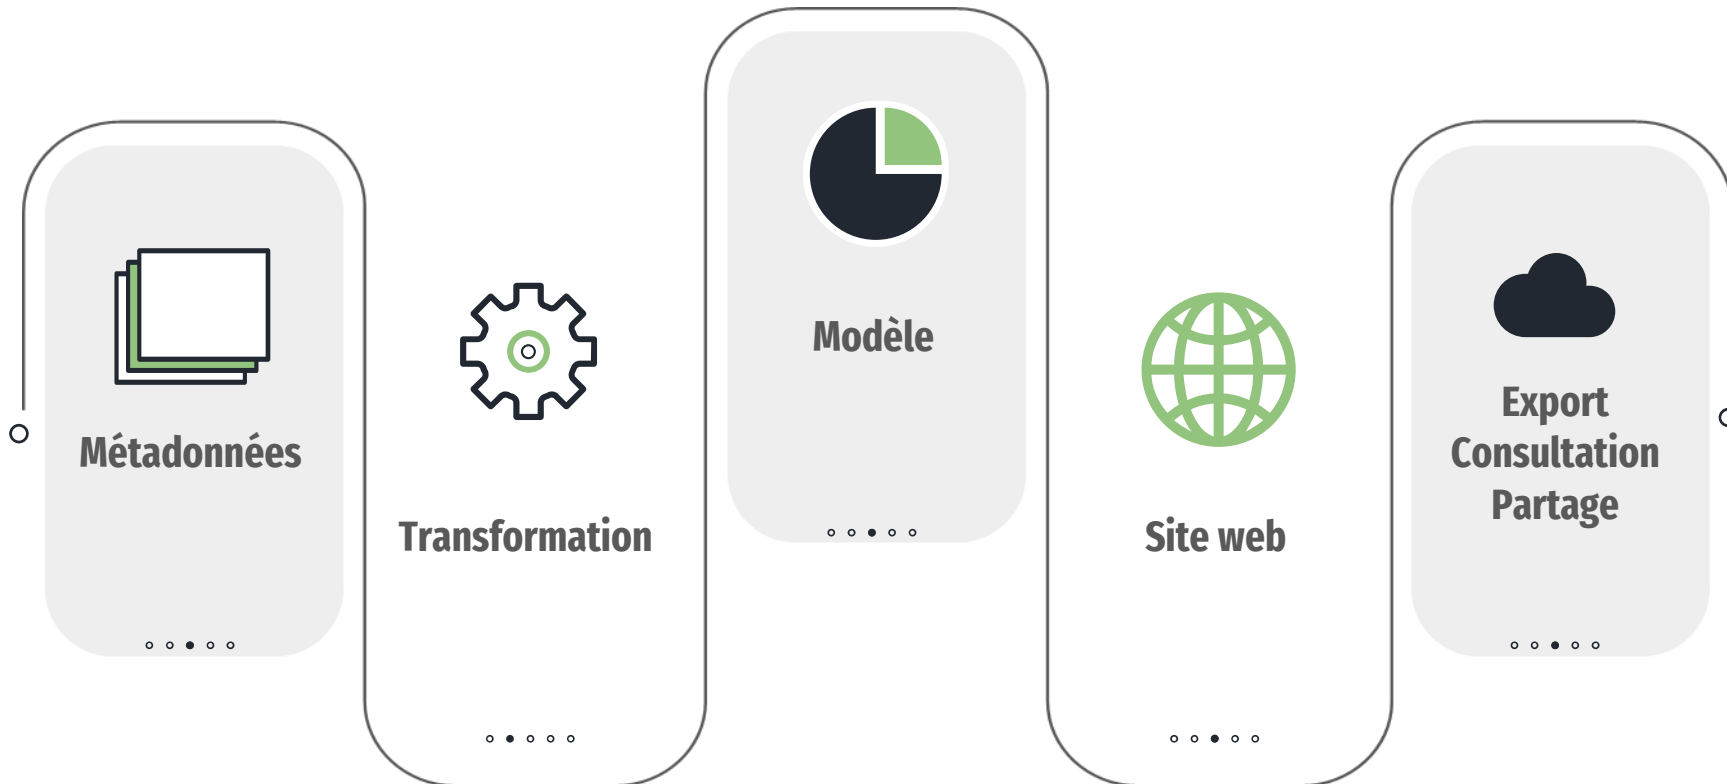 Métadonnées
Transformation
Modèle
Site web
Export
Consultation
Partage